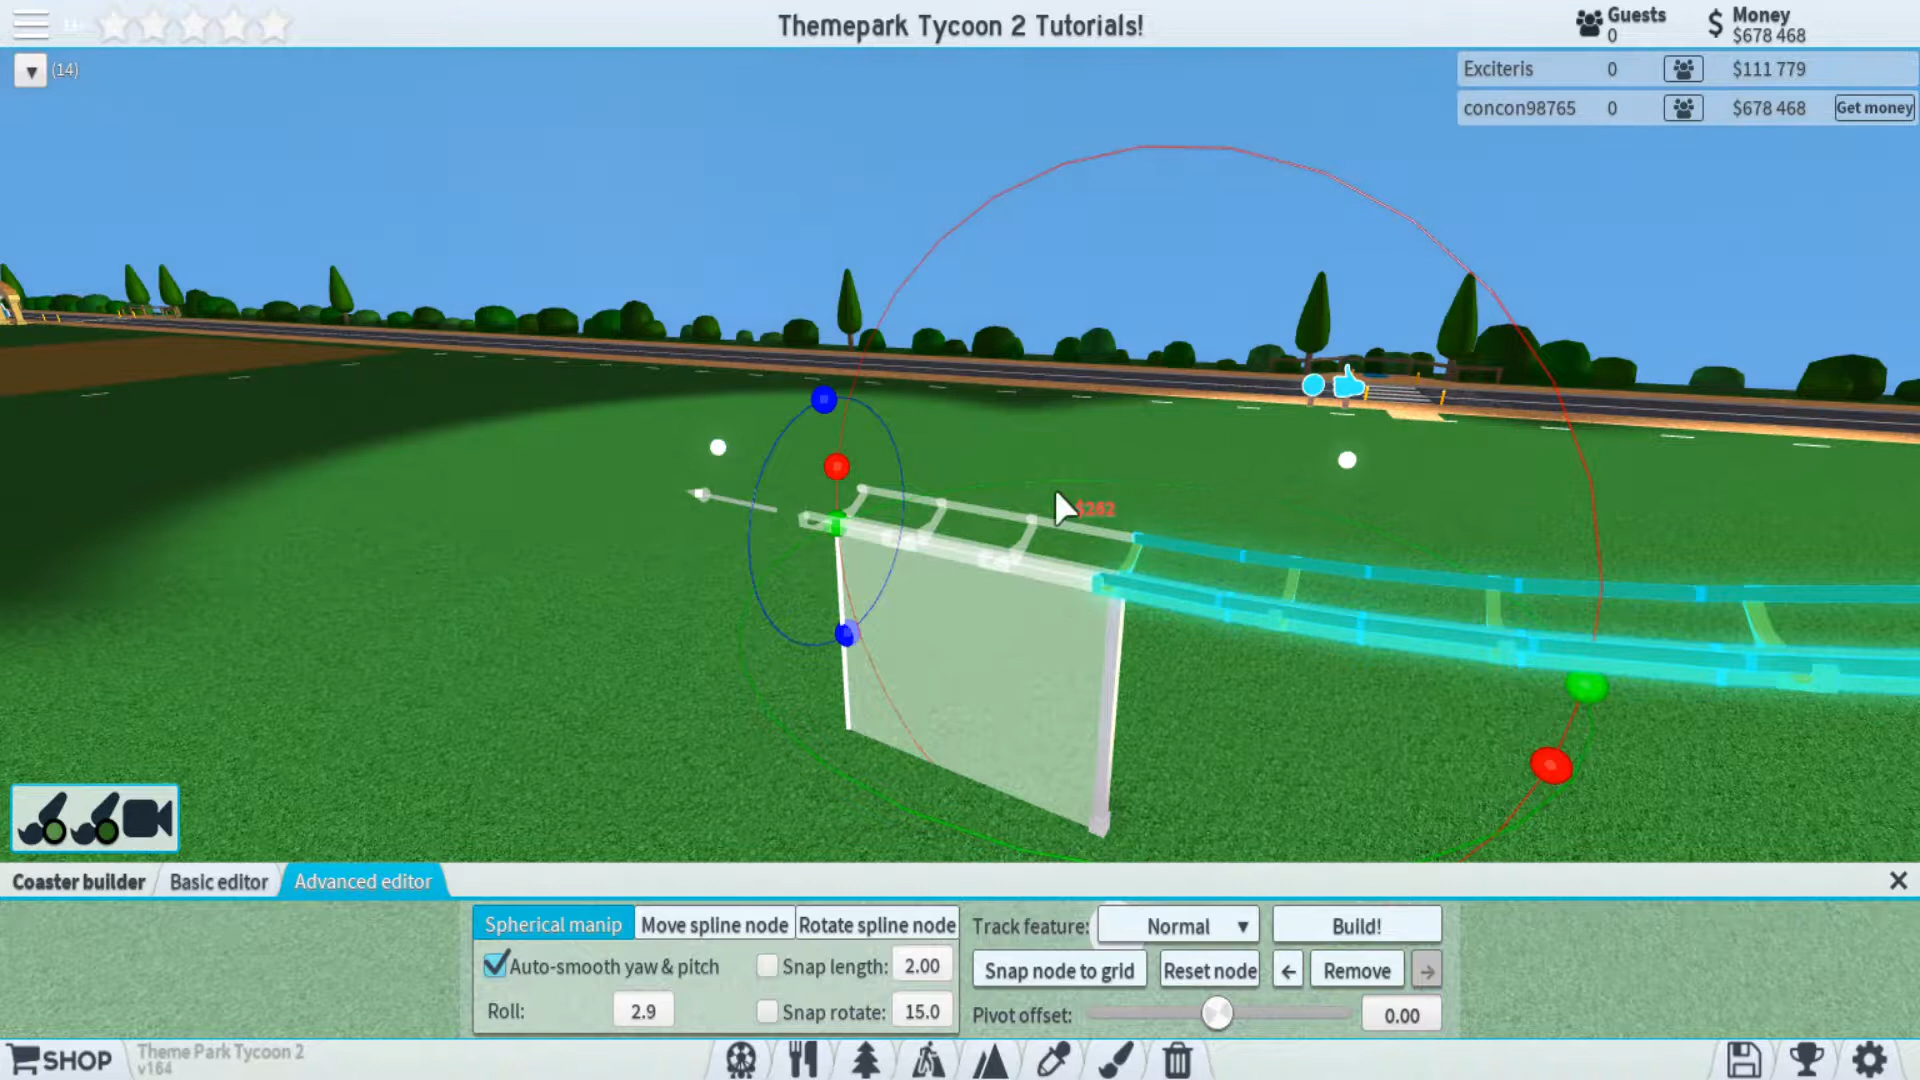 Themepark Tycoon 2 Tutorials!
Guests
0
Money
$678 468
(14)
Exciteris 0 $111 779
concon98765 0 $678 468 Get money
$262
Coaster builder Basic editor Advanced editor
Spherical manip Move spline node Rotate spline node Track feature: Normal Build!
Auto-smooth yaw & pitch Snap length: 2.00 Snap node to grid Reset node Remove
Roll: 2.9 Snap rotate: 15.0 Pivot offset: 0.00
SHOP
Theme Park Tycoon 2
v164